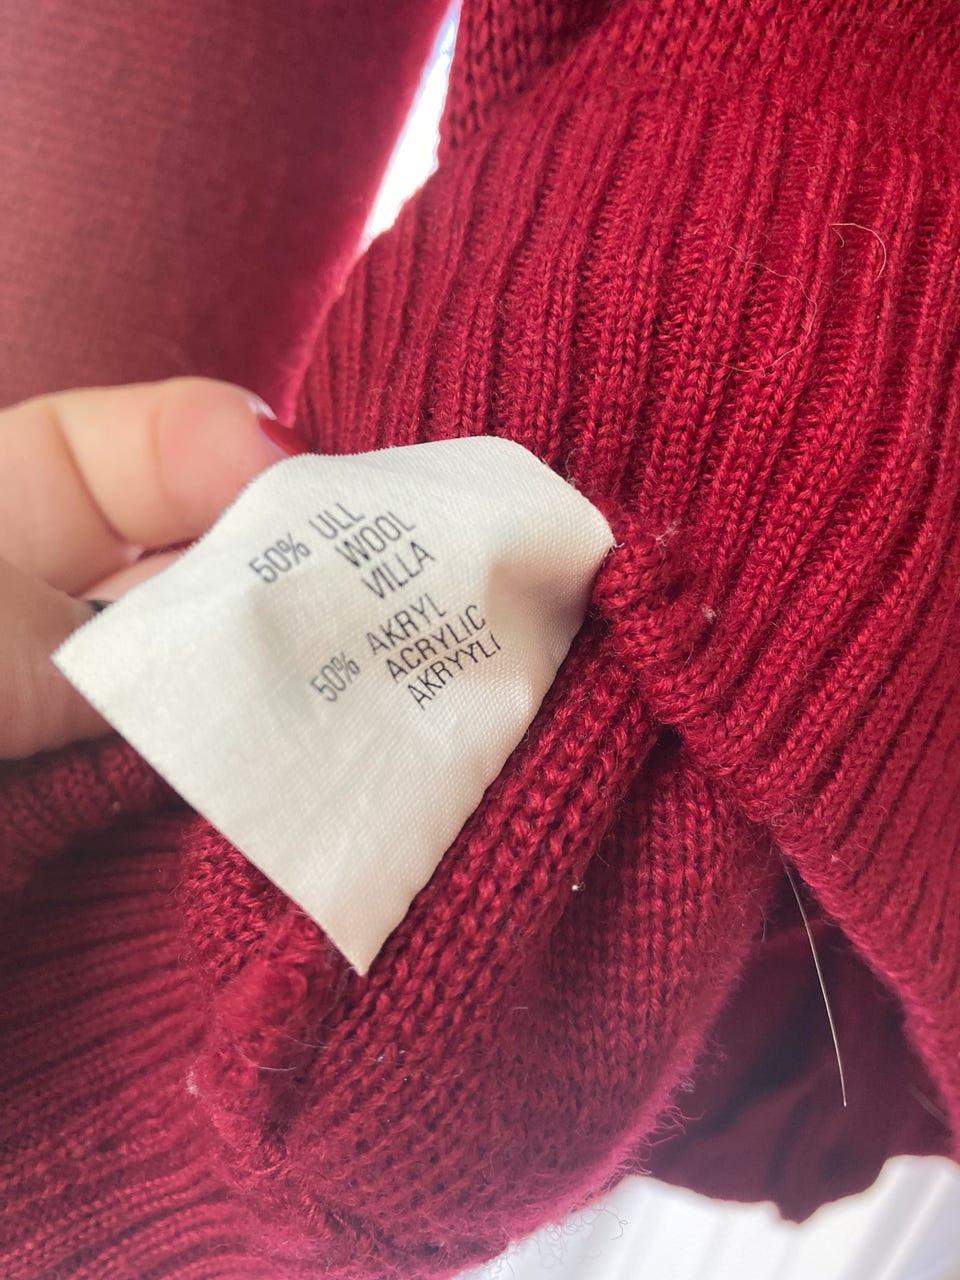 50% ULL
WOOL
VILLA
50% AKRYL
ACRYLIC
AKRYYLI